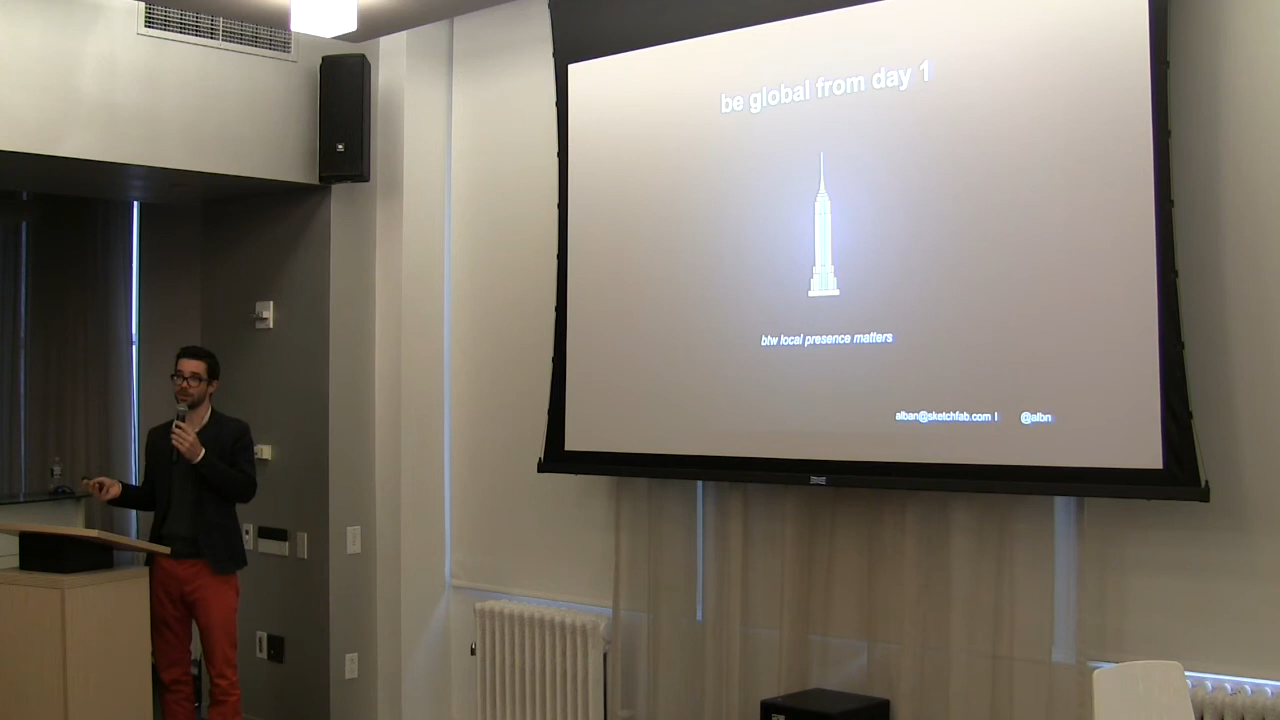 be global from day 1
btw local presence matters
alban@sketchfab.com | @albn